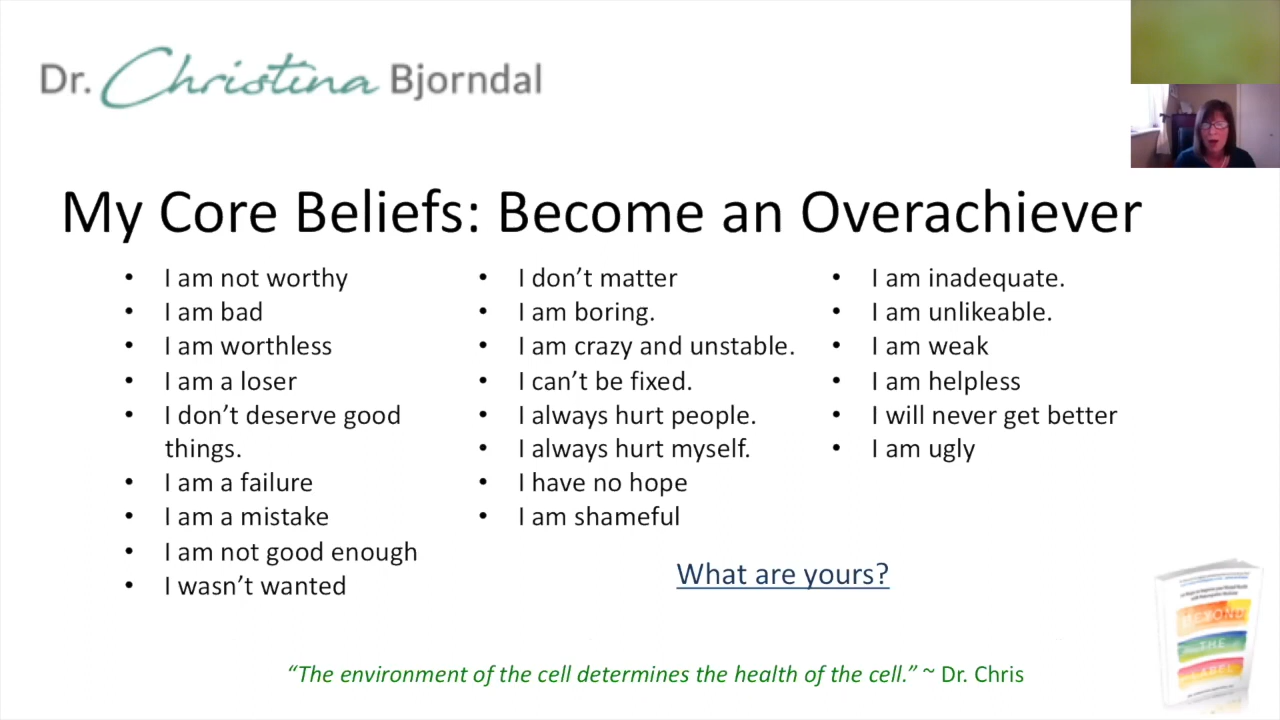 Dr. Christina Bjorndal
My Core Beliefs: Become an Overachiever
• I am not worthy
• I am bad
• I am worthless
• I am a loser
• I don’t deserve good
things.
• I am a failure
• I am a mistake
• I am not good enough
• I wasn’t wanted
• I don’t matter
• I am boring.
• I am crazy and unstable.
• I can’t be fixed.
• I always hurt people.
• I always hurt myself.
• I have no hope
• I am shameful
• I am inadequate.
• I am unlikeable.
• I am weak
• I am helpless
• I will never get better
• I am ugly
What are yours?
BEYOND
THE
LABEL
“The environment of the cell determines the health of the cell.” ~ Dr. Chris